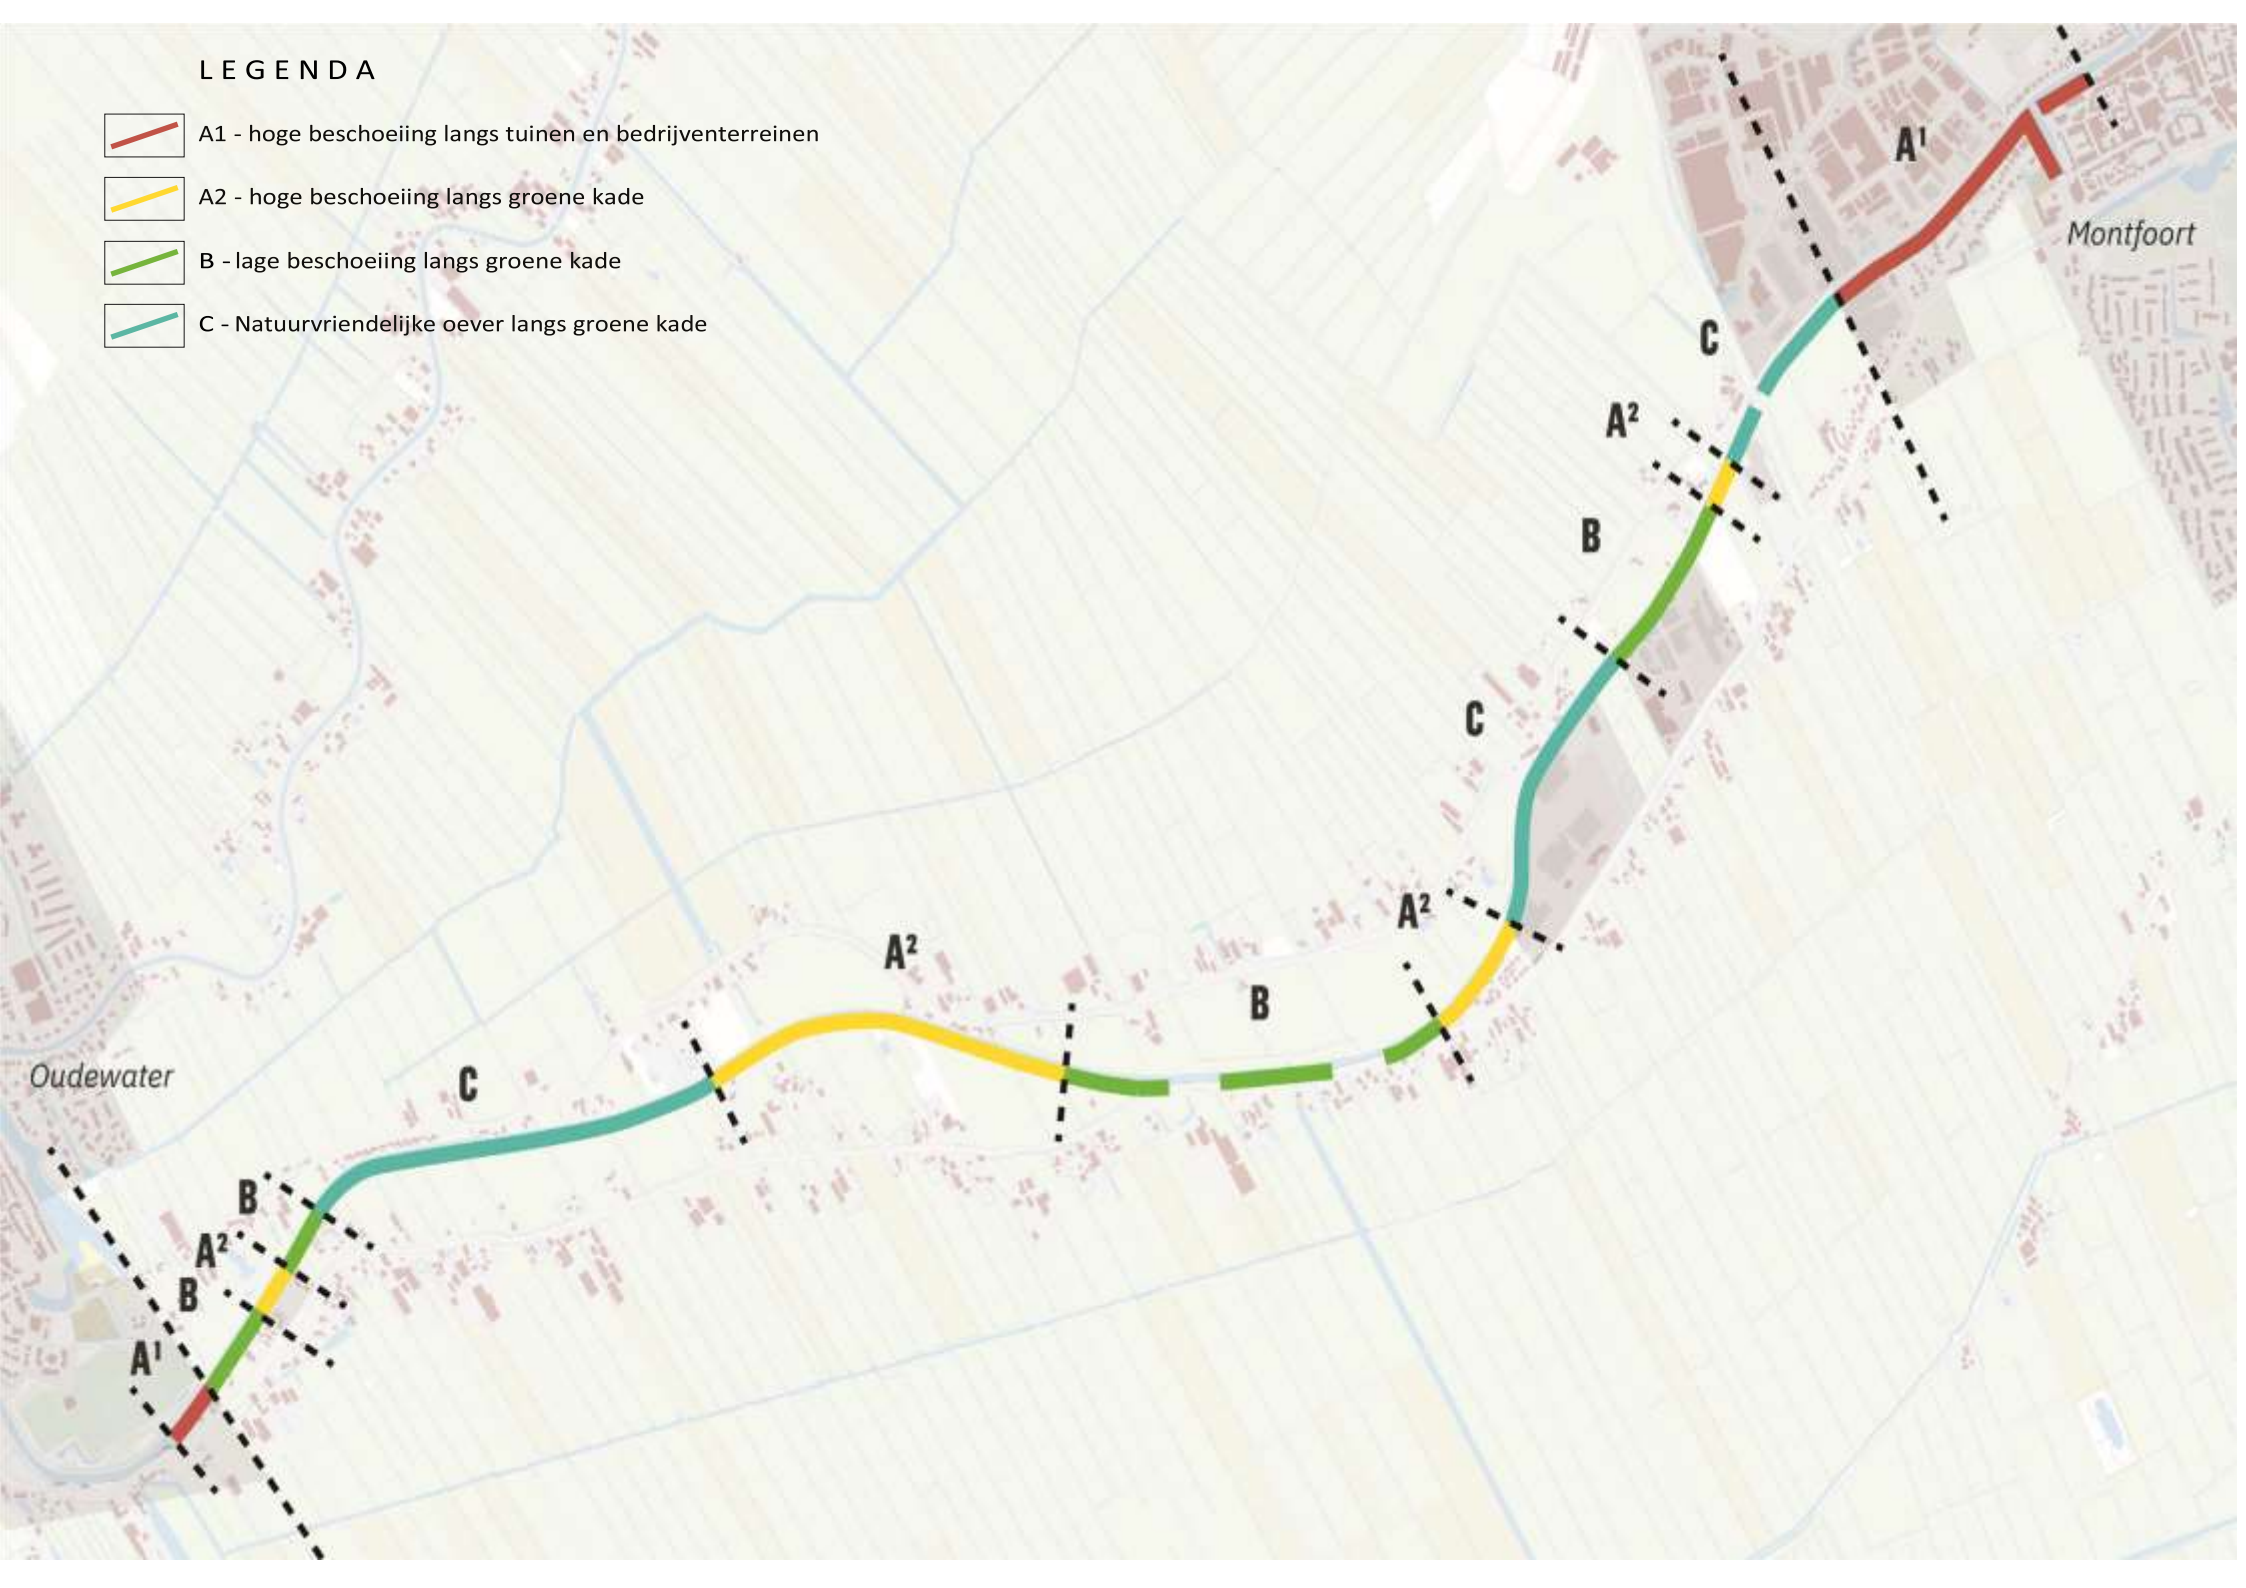 LEGENDA
A1 - hoge beschoeiing langs tuinen en bedrijventerreinen
A2 - hoge beschoeiing langs groene kade
B - lage beschoeiing langs groene kade
C - Natuurvriendelijke oever langs groene kade
A¹
Montfoort
C
A²
B
C
A²
A²
B
Oudewater
C
B
A²
B
A¹